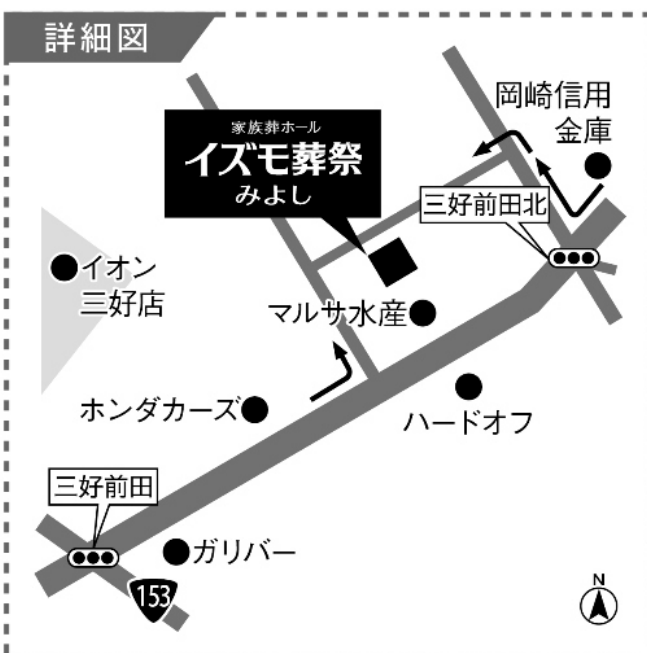 詳細図
岡崎信用
金庫
家族葬ホール
イズモ葬祭
みよし
三好前田北
イオン
三好店
マルサ水産
ホンダカーズ
ハードオフ
三好前田
ガリバー
153
N